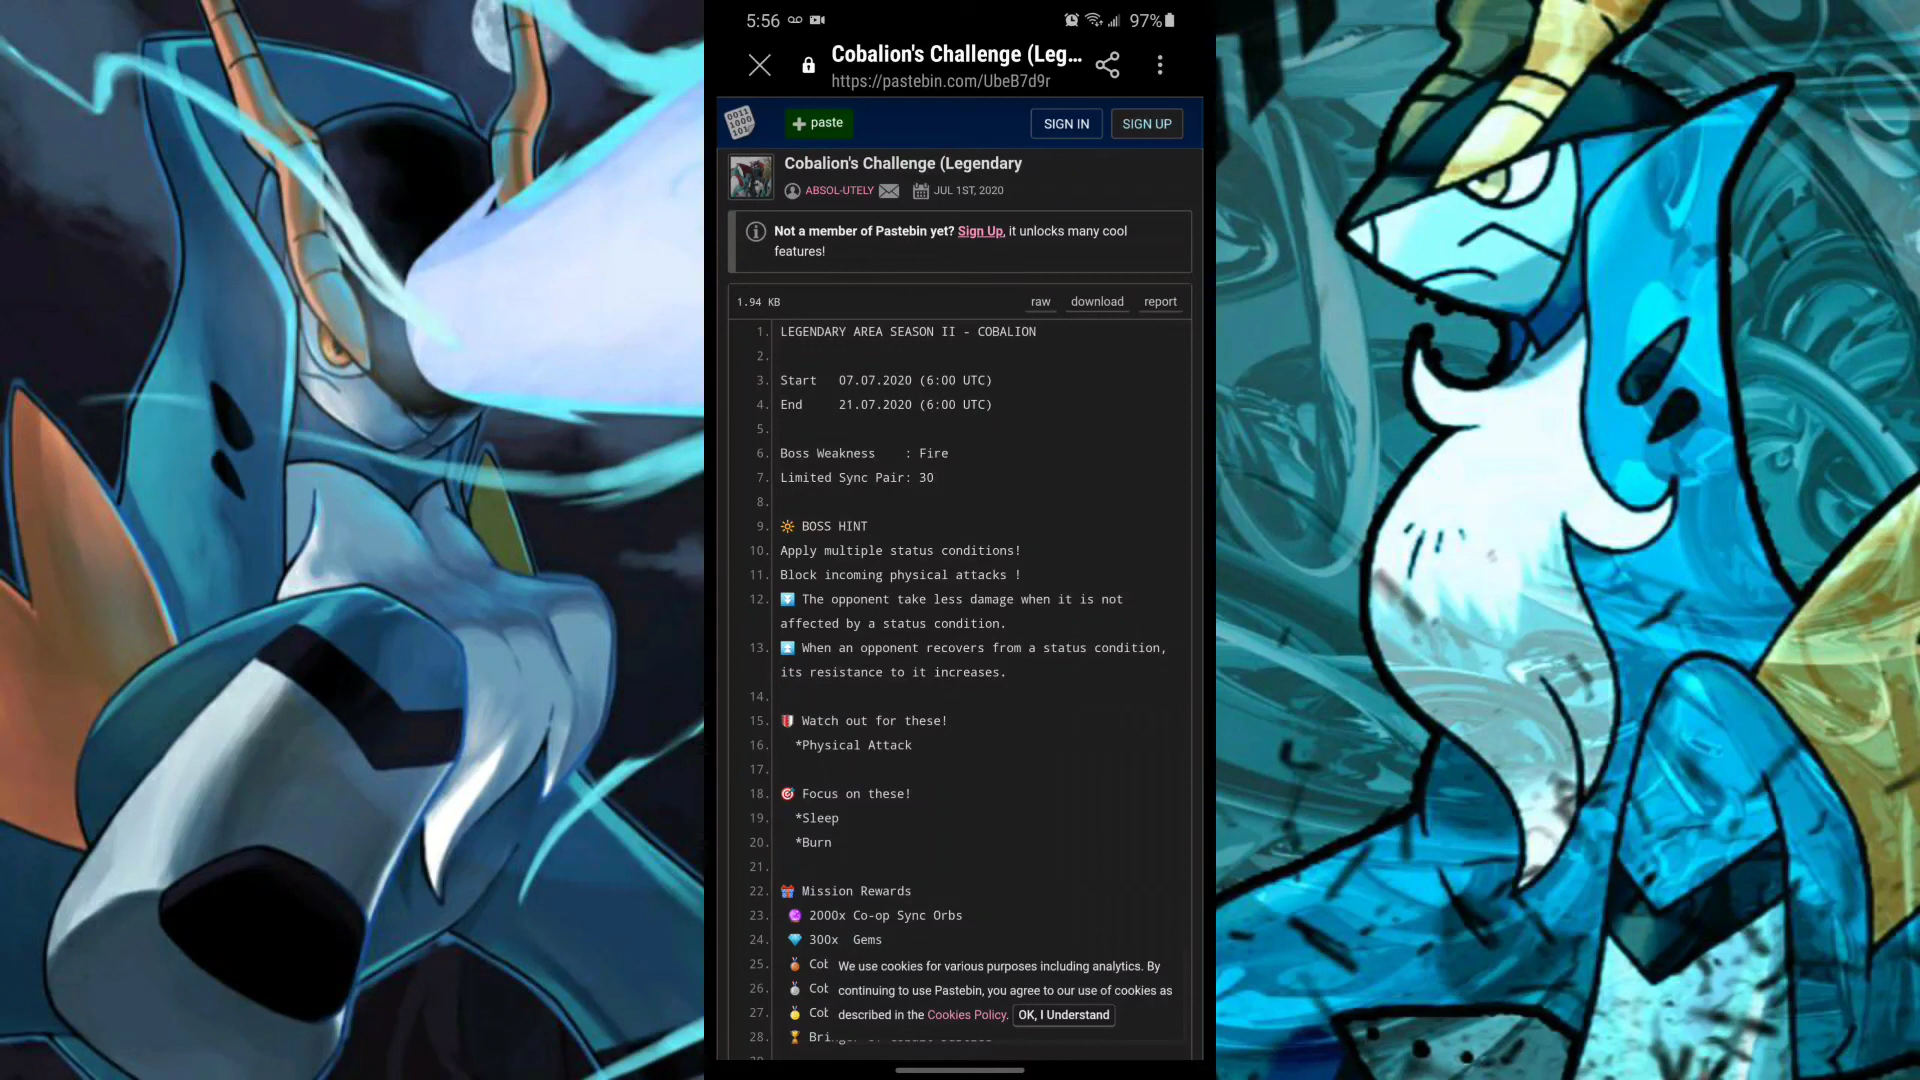 5:56 97%
Cobalion's Challenge (Leg...
https://pastebin.com/UbeB7d9r
0011 1000 101
+ paste SIGN IN SIGN UP
Cobalion's Challenge (Legendary
ABSOL-UTELY JUL 1ST, 2020
Not a member of Pastebin yet? Sign Up, it unlocks many cool
features!
1.94 KB raw download report
1. LEGENDARY AREA SEASON II - COBALION
2.
3. Start 07.07.2020 (6:00 UTC)
4. End 21.07.2020 (6:00 UTC)
5.
6. Boss Weakness : Fire
7. Limited Sync Pair: 30
8.
9. 🔆 BOSS HINT
10. Apply multiple status conditions!
11. Block incoming physical attacks !
12. ⏬ The opponent take less damage when it is not
affected by a status condition.
13. ⏫ When an opponent recovers from a status condition,
its resistance to it increases.
14.
15. Watch out for these!
16. *Physical Attack
17.
18. 🎯 Focus on these!
19. *Sleep
20. *Burn
21.
22. 🎁 Mission Rewards
23. 2000x Co-op Sync Orbs
24. 💎 300x Gems
25. 🥉 Cob
26. 🥈 Cob
27. 🥇 Cob
We use cookies for various purposes including analytics. By
continuing to use Pastebin, you agree to our use of cookies as
described in the Cookies Policy. OK, I Understand
28. 🏆 Bri